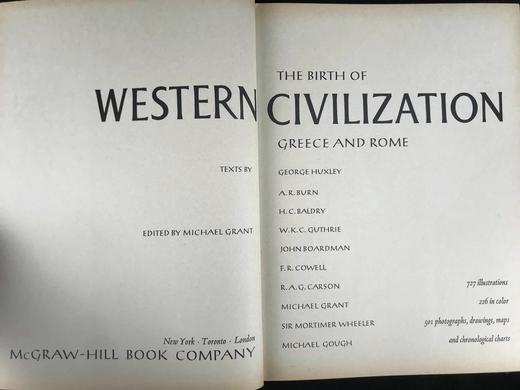 THE BIRTH OF
WESTERN CIVILIZATION
GREECE AND ROME
TEXTS BY
GEORGE HUXLEY
A. R. BURN
H. C. BALDRY
W. K. C. GUTHRIE
JOHN BOARDMAN
F. R. COWELL
R. A. G. CARSON
MICHAEL GRANT
SIR MORTIMER WHEELER
MICHAEL GOUGH
EDITED BY MICHAEL GRANT
727 illustrations
226 in color
501 photographs, drawings, maps
and chronological charts
New York · Toronto · London
McGRAW-HILL BOOK COMPANY